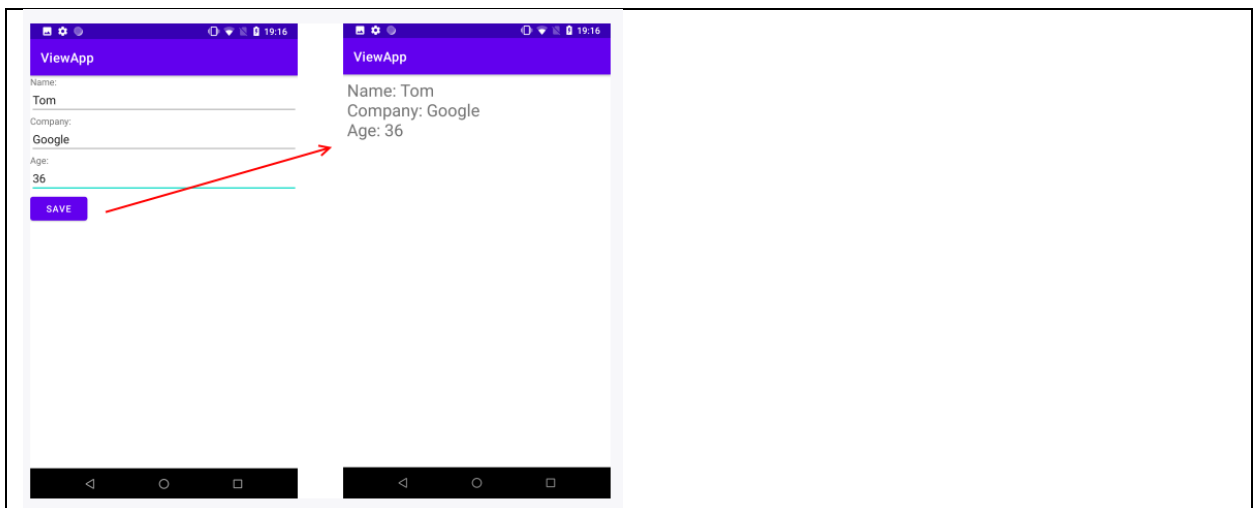 19:16
ViewApp
Name:
Tom
Company:
Google
Age:
36
SAVE
19:16
ViewApp
Name: Tom
Company: Google
Age: 36